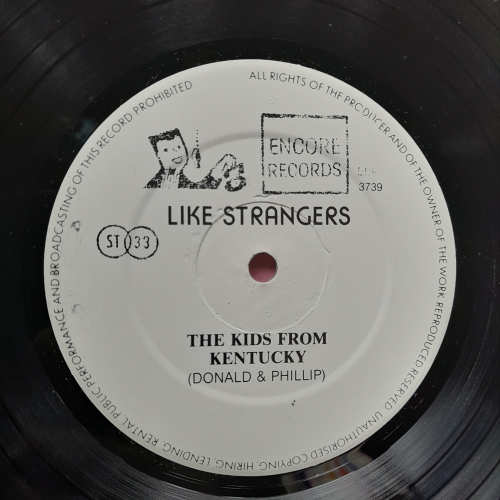 ALL RIGHTS OF THE PRODUCER AND OF THE OWNER OF THE WORK REPRODUCED RESERVED. UNAUTHORISED COPYING, HIRING, LENDING, RENTAL, PUBLIC PERFORMANCE AND BROADCASTING OF THIS RECORD PROHIBITED.
ENCORE
RECORDS
3739
LIKE STRANGERS
ST 33
THE KIDS FROM
KENTUCKY
(DONALD & PHILLIP)